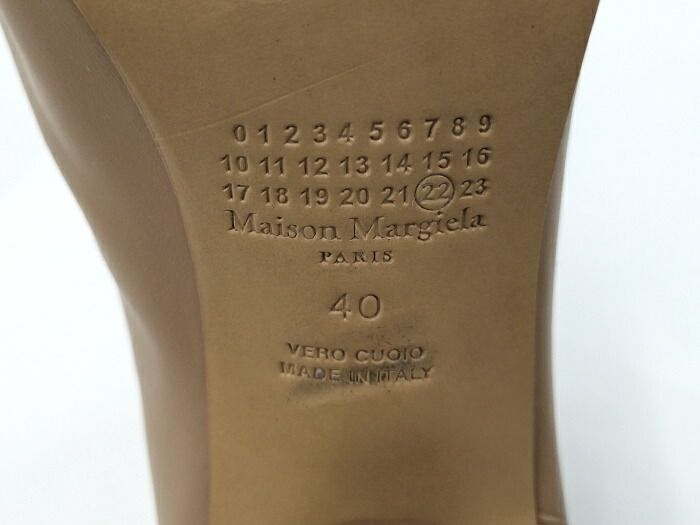 0 1 2 3 4 5 6 7 8 9
10 11 12 13 14 15 16
17 18 19 20 21 22 23
Maison Margiela
PARIS
40
VERO CUOIO
MADE IN ITALY